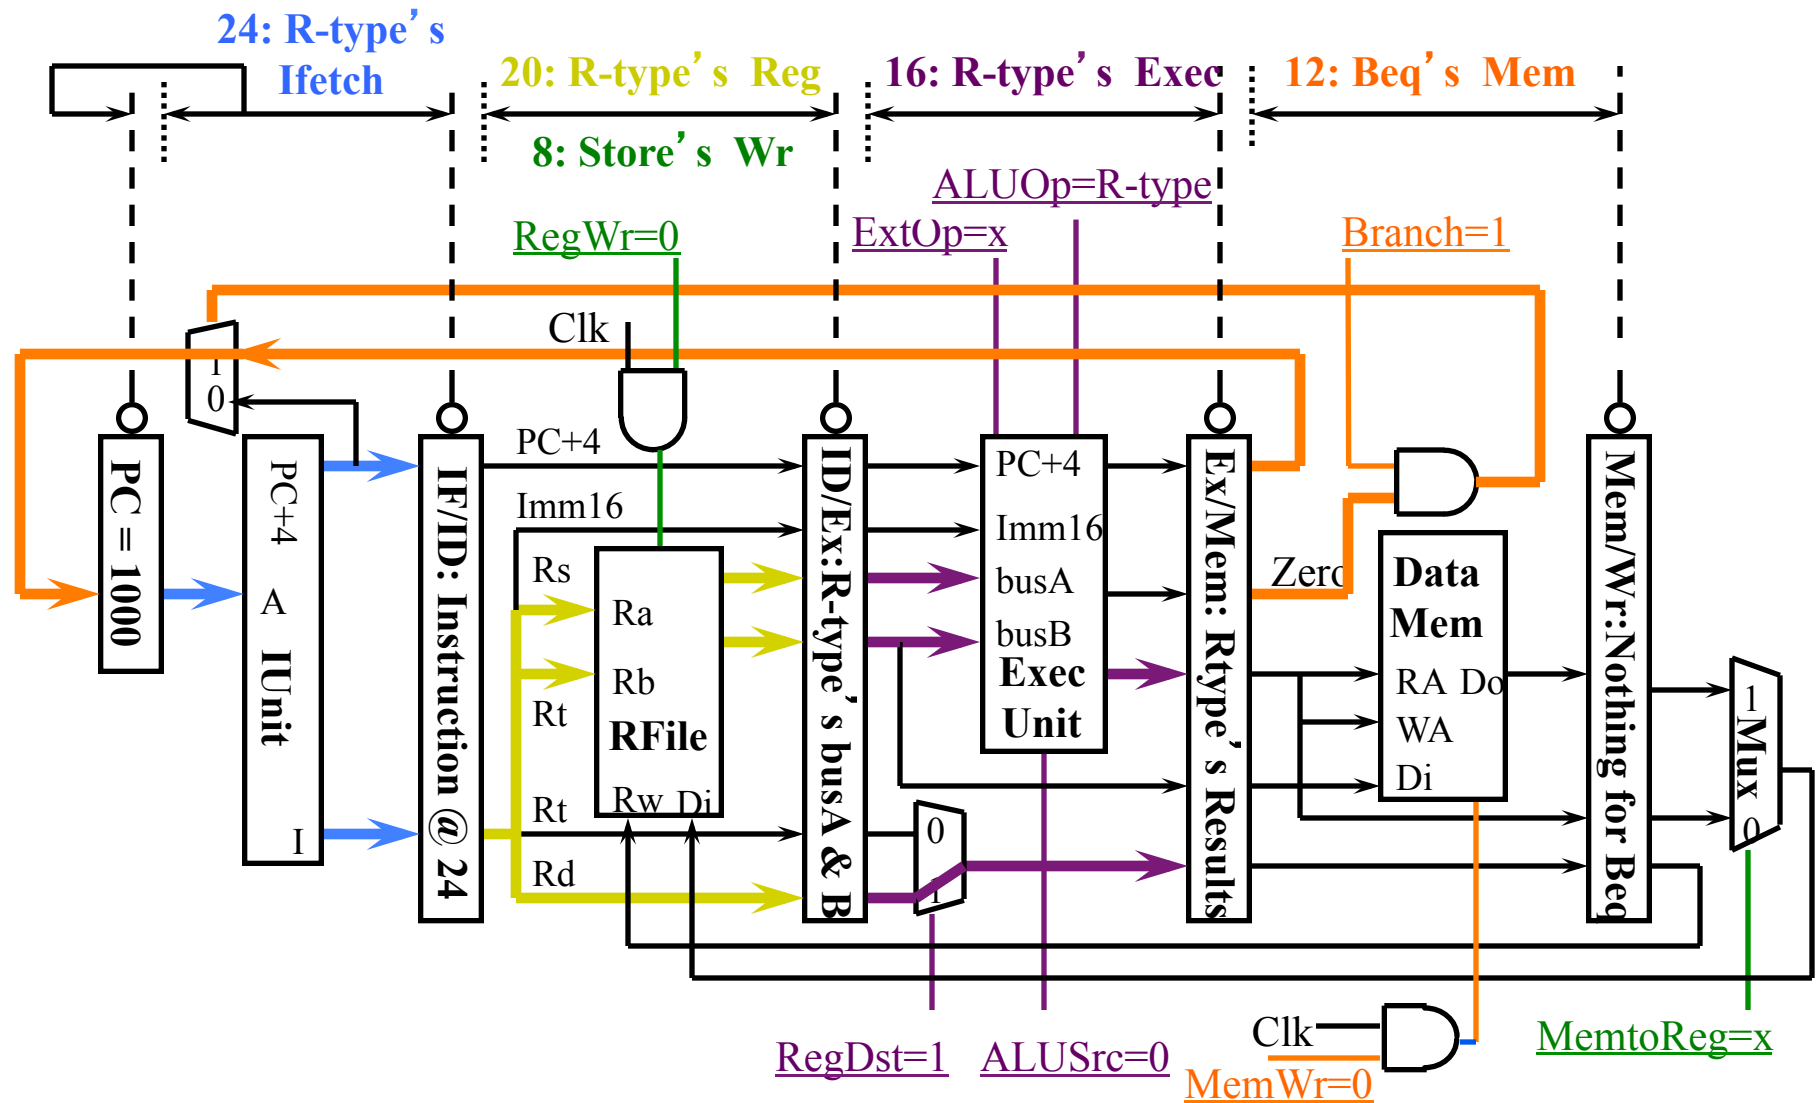 24: R-type’s
Ifetch
20: R-type’s Reg
16: R-type’s Exec
12: Beq’s Mem
8: Store’s Wr
ALUOp=R-type
RegWr=0
ExtOp=x
Branch=1
Clk
1
0
PC = 1000
PC+4
A
IUnit
I
IF/ID: Instruction @ 24
PC+4
Imm16
Rs
Ra
Rb
Rt
RFile
Rt
Rw Di
Rd
ID/Ex:R-type’s busA & B
PC+4
Imm16
busA
busB
Exec
Unit
0
1
Ex/Mem: Rtype’s Results
Zero
Data
Mem
RA Do
WA
Di
Mem/Wr:Nothing for Beq
1
Mux
0
Clk
RegDst=1
ALUSrc=0
MemWr=0
MemtoReg=x